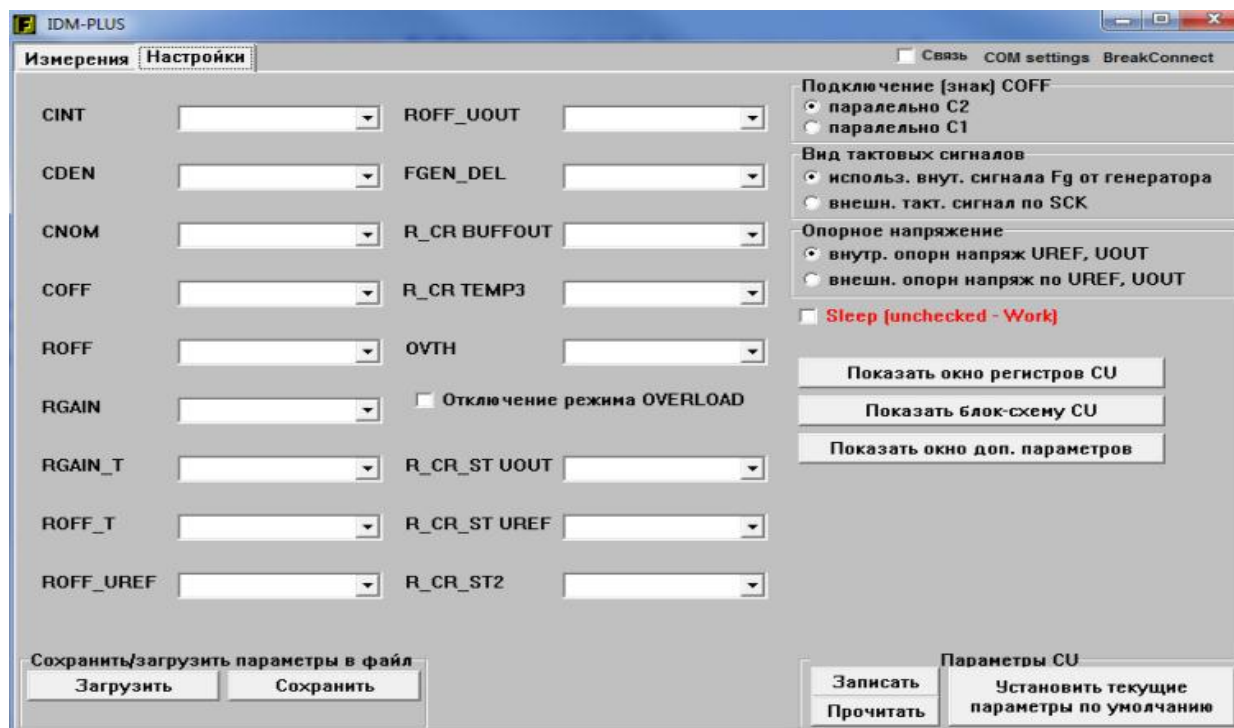 IDM-PLUS
Измерения Настройки
Связь COM settings BreakConnect
CINT
CDEN
CNOM
COFF
ROFF
RGAIN
RGAIN_T
ROFF_T
ROFF_UREF
ROFF_UOUT
FGEN_DEL
R_CR BUFFOUT
R_CR TEMP3
OVTH
Отключение режима OVERLOAD
R_CR_ST UOUT
R_CR_ST UREF
R_CR_ST2
Подключение (знак) COFF
паралельно C2
паралельно C1
Вид тактовых сигналов
использ. внут. сигнала Fg от генератора
внешн. такт. сигнал по SCK
Опорное напряжение
внутр. опорн напряж UREF, UOUT
внешн. опорн напряж по UREF, UOUT
Sleep (unchecked - Work)
Показать окно регистров CU
Показать блок-схему CU
Показать окно доп. параметров
Сохранить/загрузить параметры в файл
Загрузить Сохранить
Параметры CU
Записать
Прочитать
Установить текущие
параметры по умолчанию